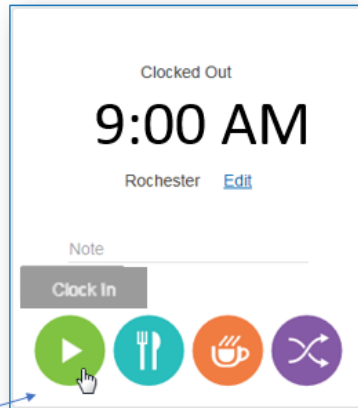 Clocked Out
9:00 AM
Rochester Edit
Note
Clock In